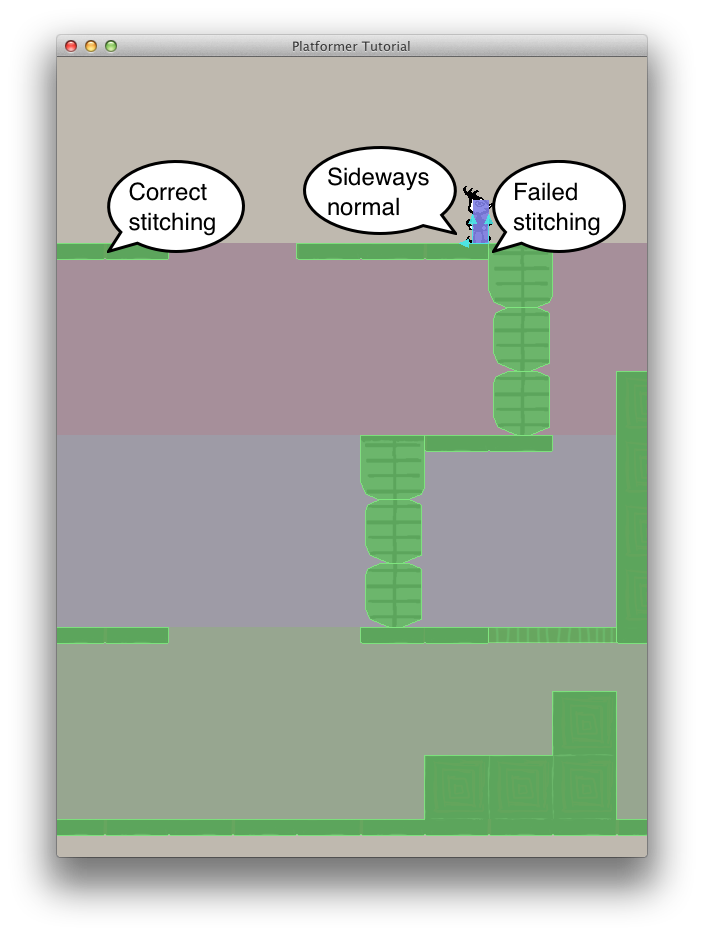 Platformer Tutorial
Correct
stitching
Sideways
normal
Failed
stitching